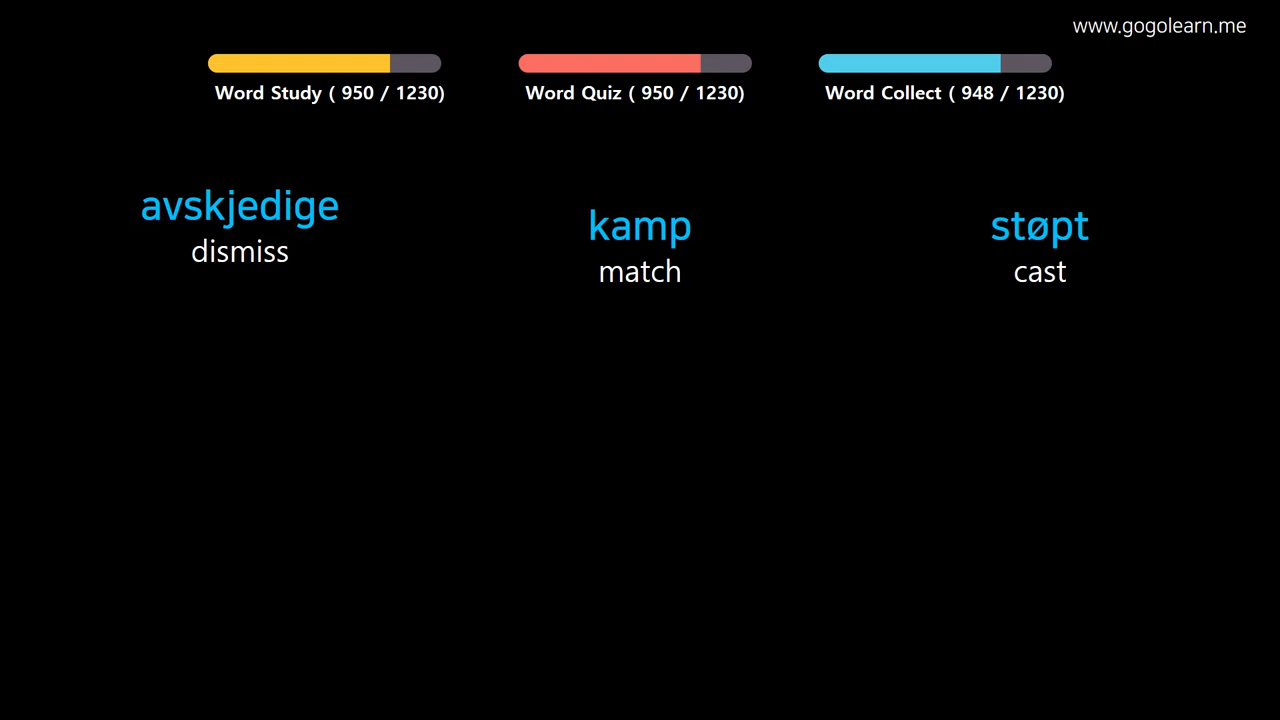 www.gogolearn.me
Word Study ( 950 / 1230)
Word Quiz ( 950 / 1230)
Word Collect ( 948 / 1230)
avskjedige
dismiss
kamp
match
støpt
cast